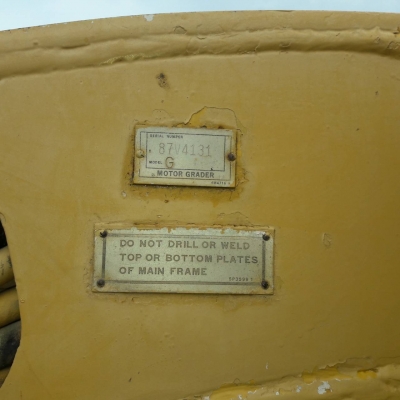 SERIAL NUMBER
87V4131
MODEL G
MOTOR GRADER
DO NOT DRILL OR WELD
TOP OR BOTTOM PLATES
OF MAIN FRAME